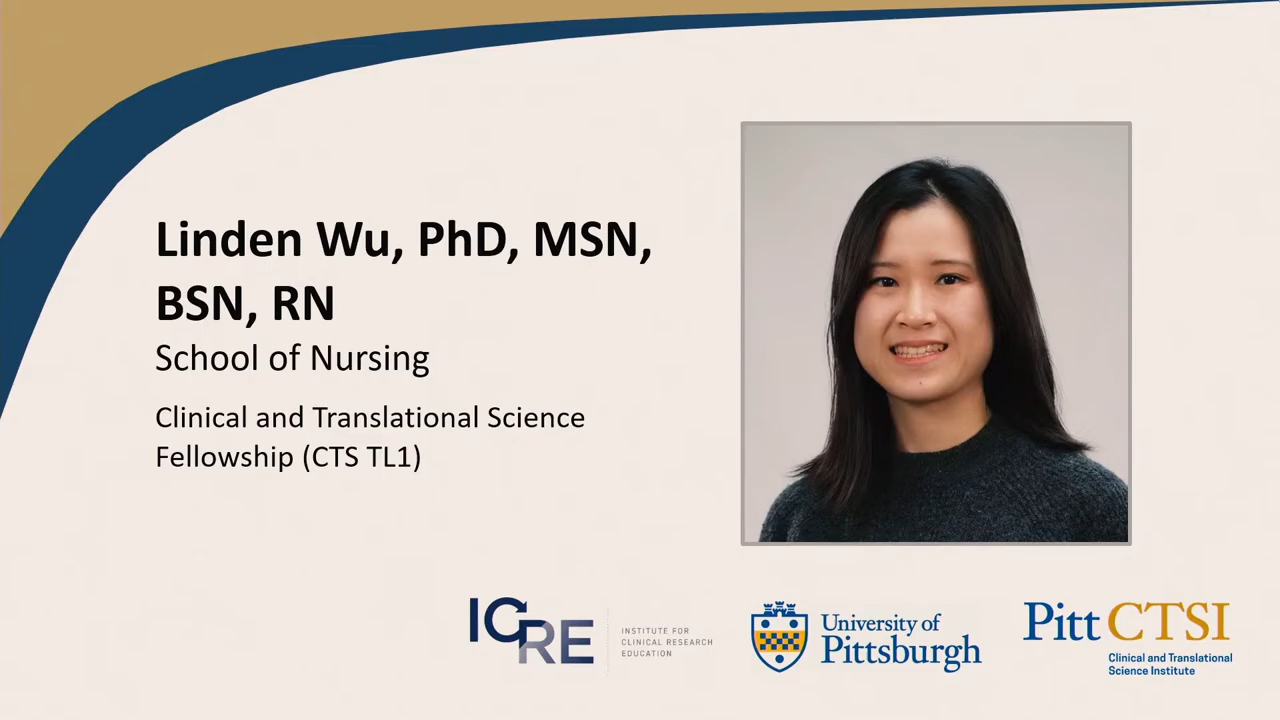 Linden Wu, PhD, MSN,
BSN, RN
School of Nursing
Clinical and Translational Science
Fellowship (CTS TL1)
ICRE
INSTITUTE FOR
CLINICAL RESEARCH
EDUCATION
University of
Pittsburgh
Pitt CTSI
Clinical and Translational
Science Institute